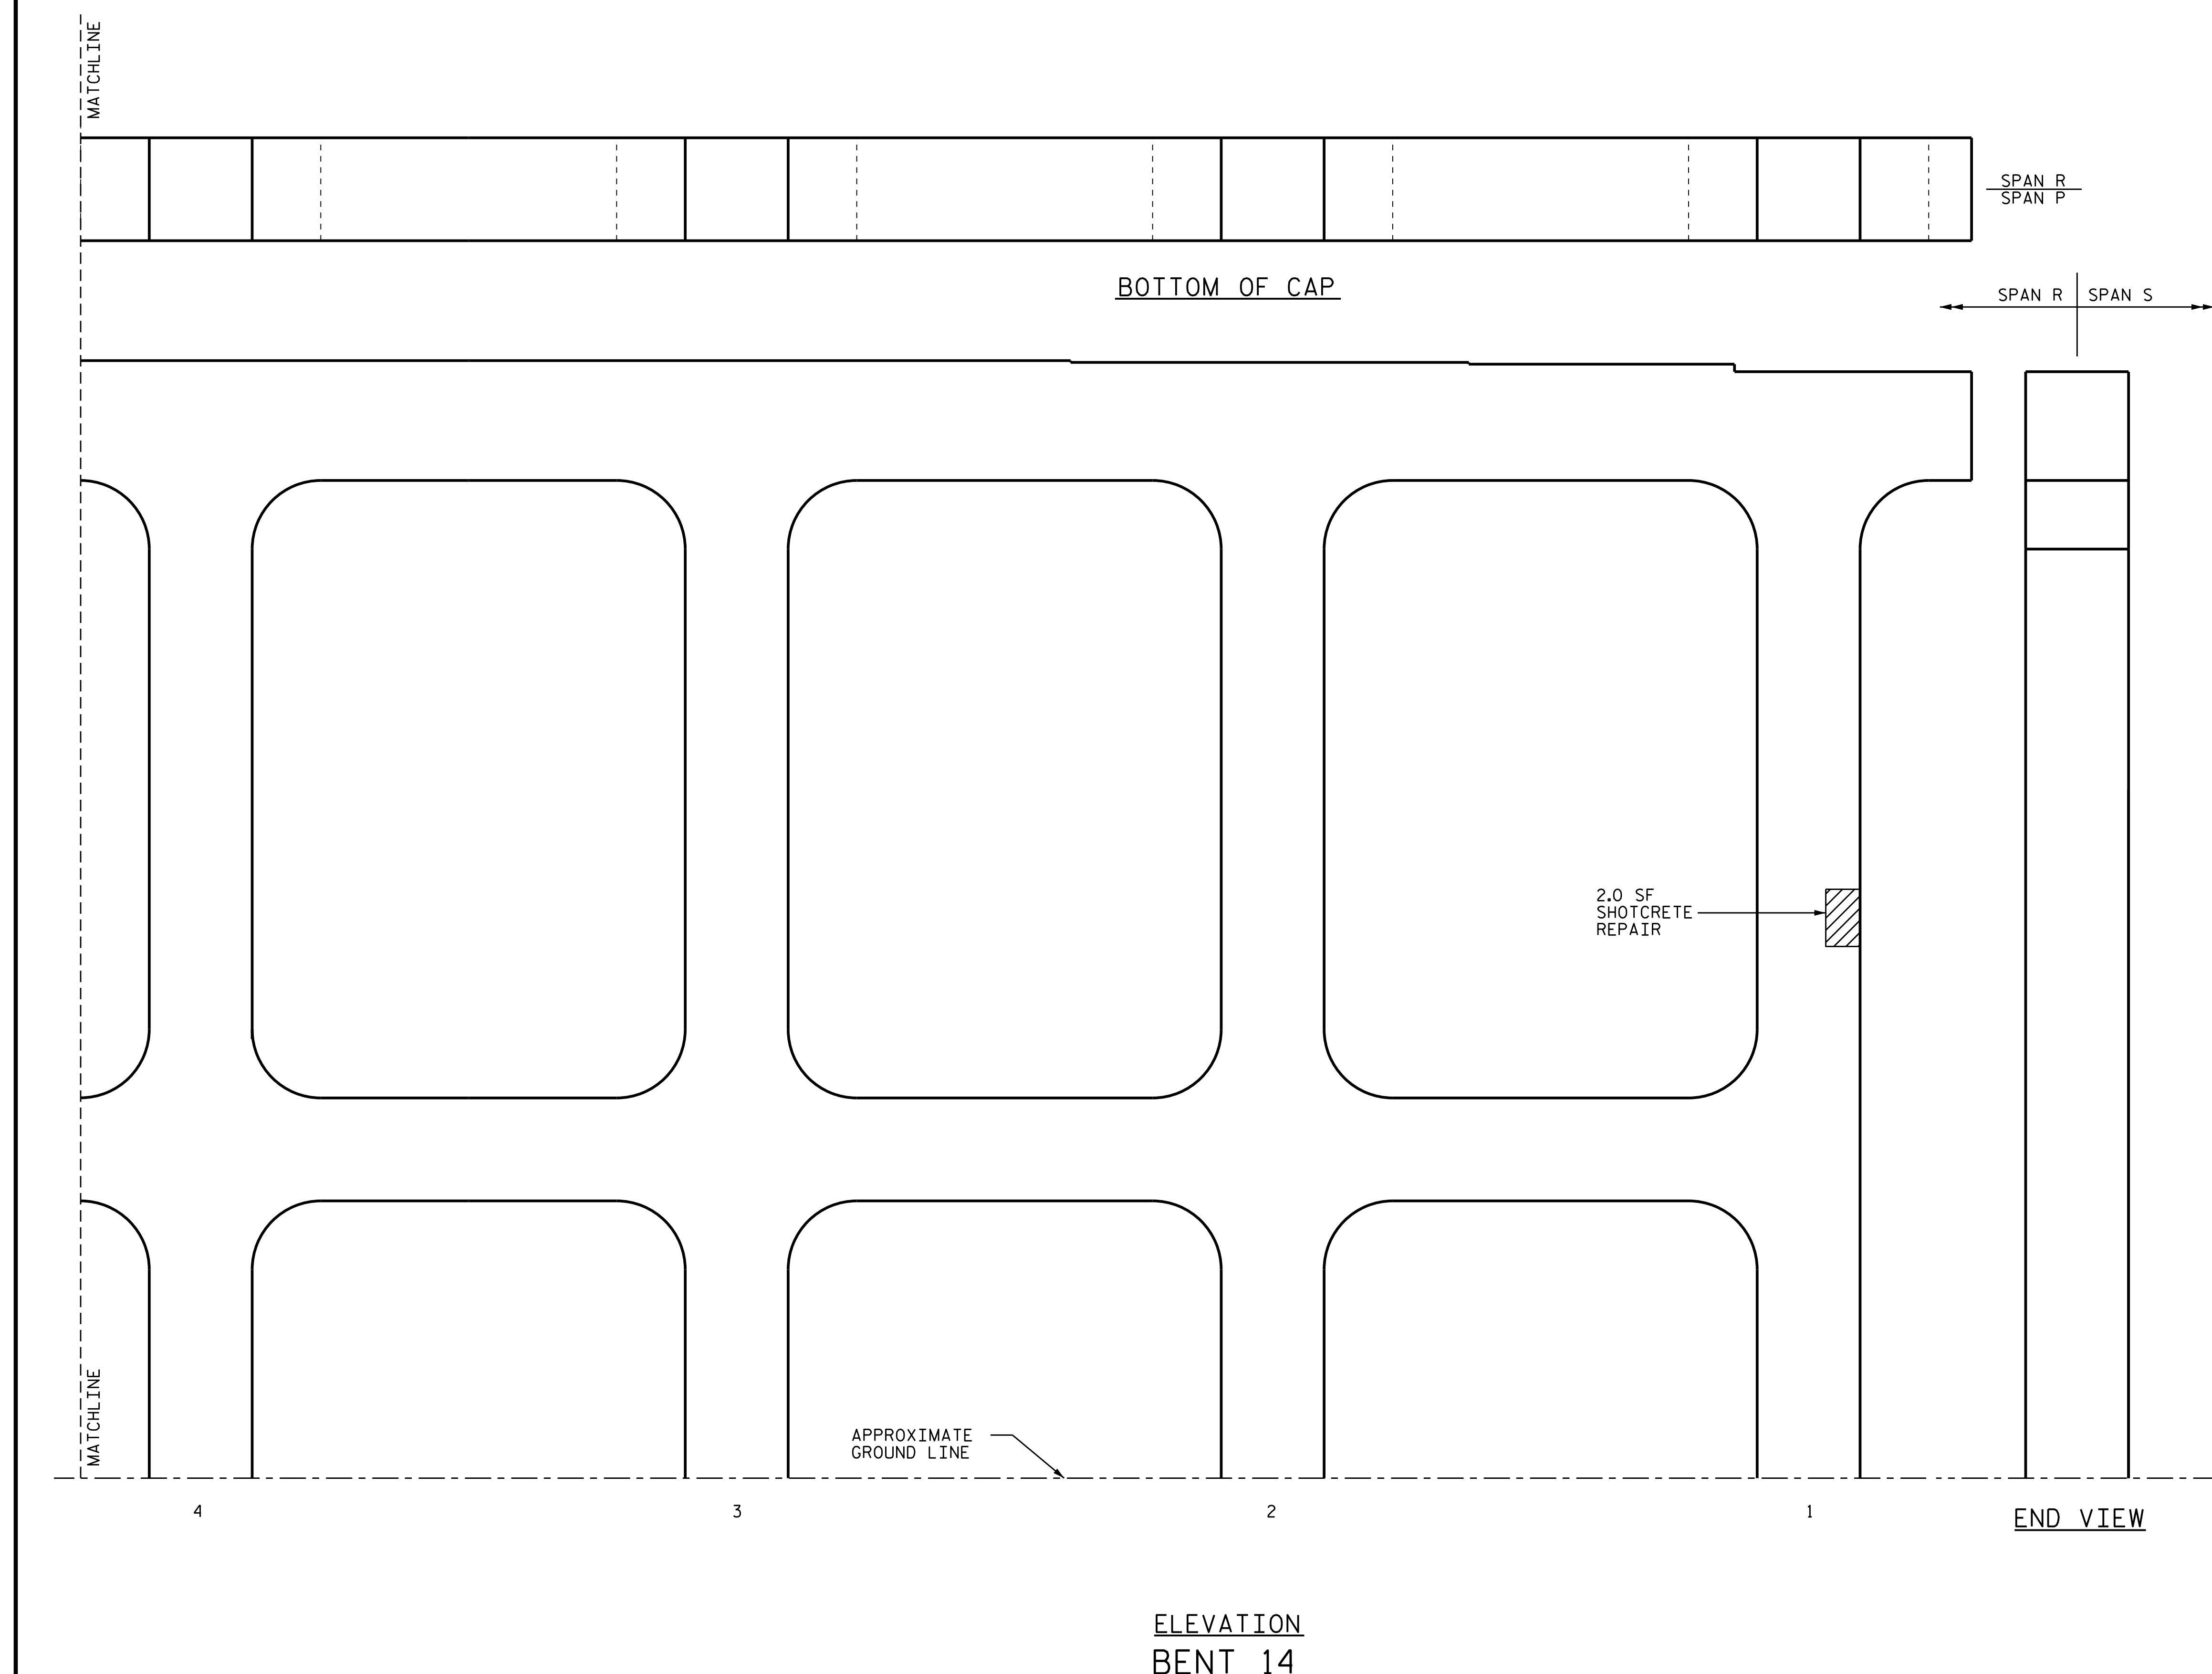 MATCHLINE
SPAN R
SPAN P
BOTTOM OF CAP
SPAN R SPAN S
2.0 SF
SHOTCRETE
REPAIR
MATCHLINE
APPROXIMATE
GROUND LINE
4 3 2 1
END VIEW
ELEVATION
BENT 14